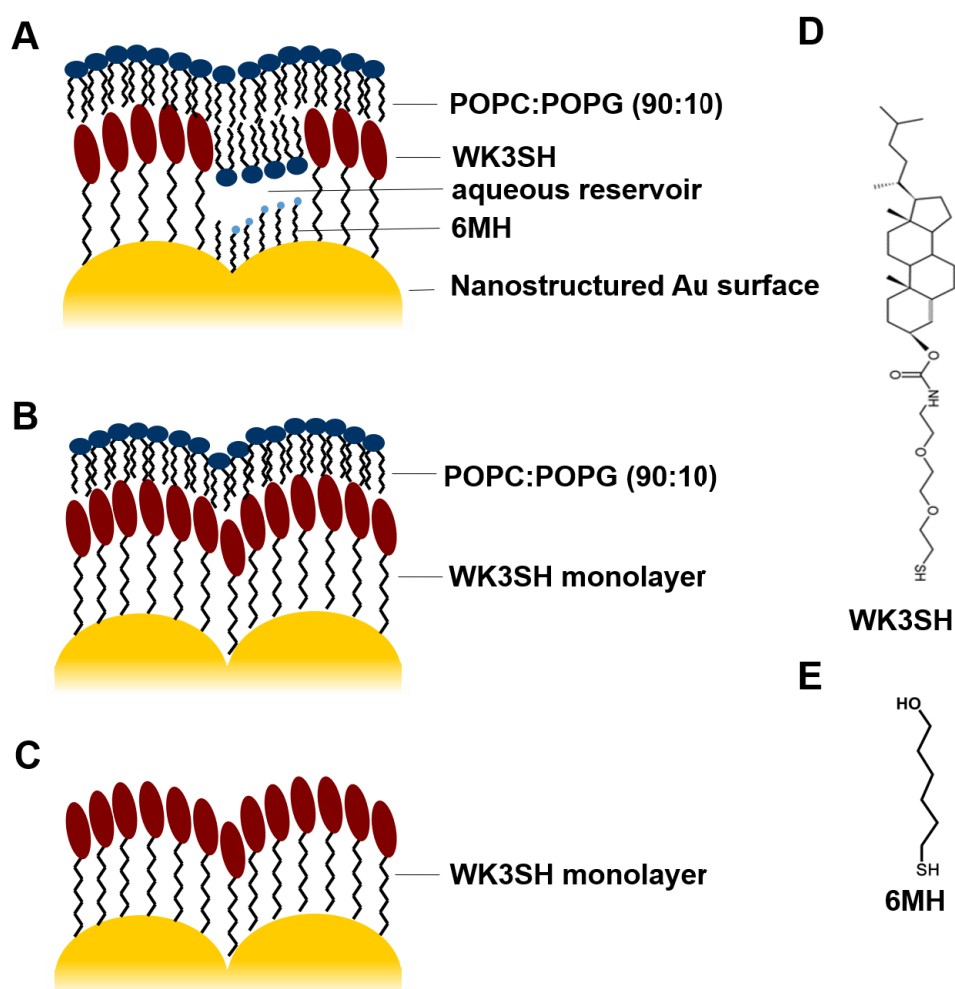 A
POPC:POPG (90:10)
WK3SH
aqueous reservoir
6MH
Nanostructured Au surface
B
POPC:POPG (90:10)
WK3SH monolayer
C
WK3SH monolayer
D
O
O
NH
O
O
SH
WK3SH
E
HO
SH
6MH